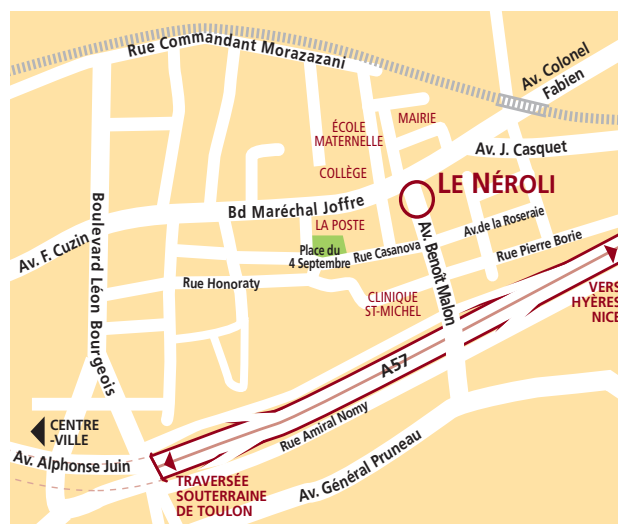 Rue Commandant Morazazani
Av. Colonel
Fabien
MAIRIE
ÉCOLE
MATERNELLE
Av. J. Casquet
COLLÈGE
LE NÉROLI
Boulevard Léon Bourgeois
Bd Maréchal Joffre
LA POSTE
Av. de la Roseraie
Av. F. Cuzin
Place du
4 Septembre
Rue Casanova
Av. Benoît Malon
Rue Pierre Borie
Rue Honoraty
CLINIQUE
ST-MICHEL
VERS
HYÈRES
NICE
A57
CENTRE
-VILLE
Rue Amiral Nomy
Av. Alphonse Juin
Av. Général Pruneau
TRAVERSÉE
SOUTERRAINE
DE TOULON